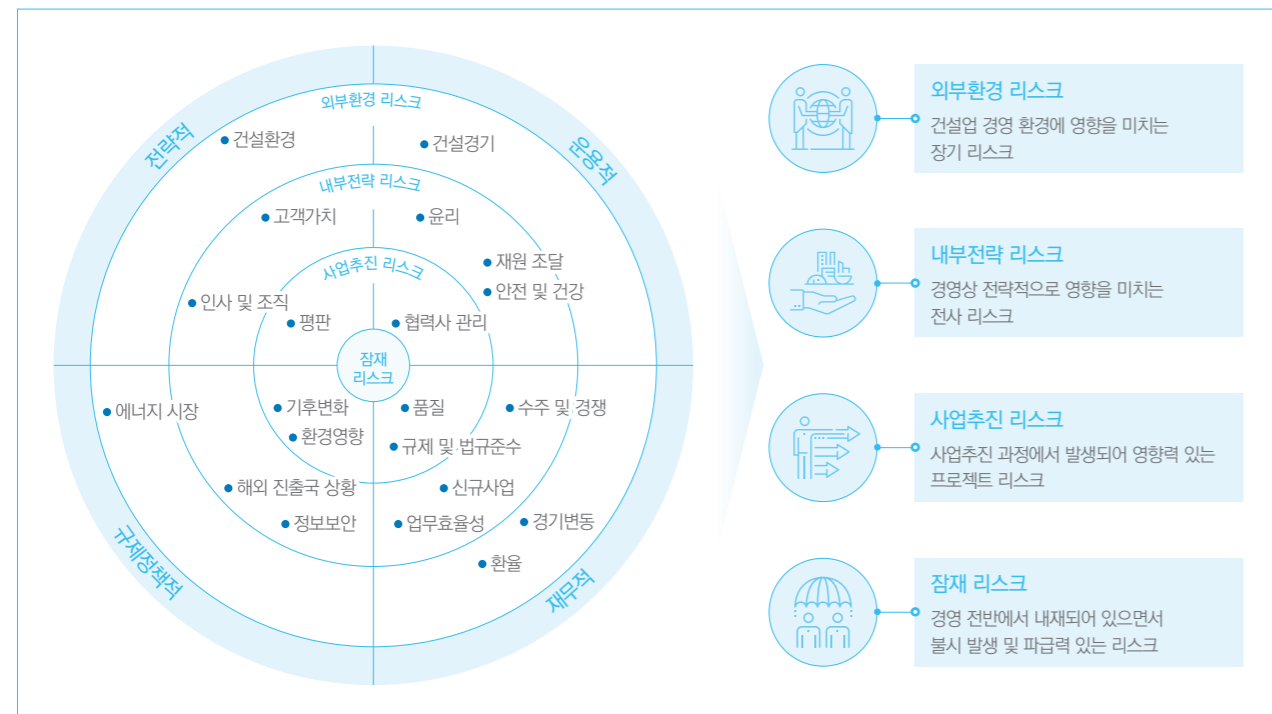 전략적
운용적
외부환경 리스크
건설환경
건설경기
내부전략 리스크
고객가치
윤리
사업추진 리스크
재원 조달
안전 및 건강
인사 및 조직
평판
협력사 관리
잠재
리스크
에너지 시장
기후변화
품질
수주 및 경쟁
환경영향
규제 및 법규준수
해외 진출국 상황
신규사업
정보보안
업무효율성
경기변동
환율
규제정책적
재무적
외부환경 리스크
건설업 경영 환경에 영향을 미치는
장기 리스크
내부전략 리스크
경영상 전략적으로 영향을 미치는
전사 리스크
사업추진 리스크
사업추진 과정에서 발생되어 영향력 있는
프로젝트 리스크
잠재 리스크
경영 전반에서 내재되어 있으면서
불시 발생 및 파급력 있는 리스크